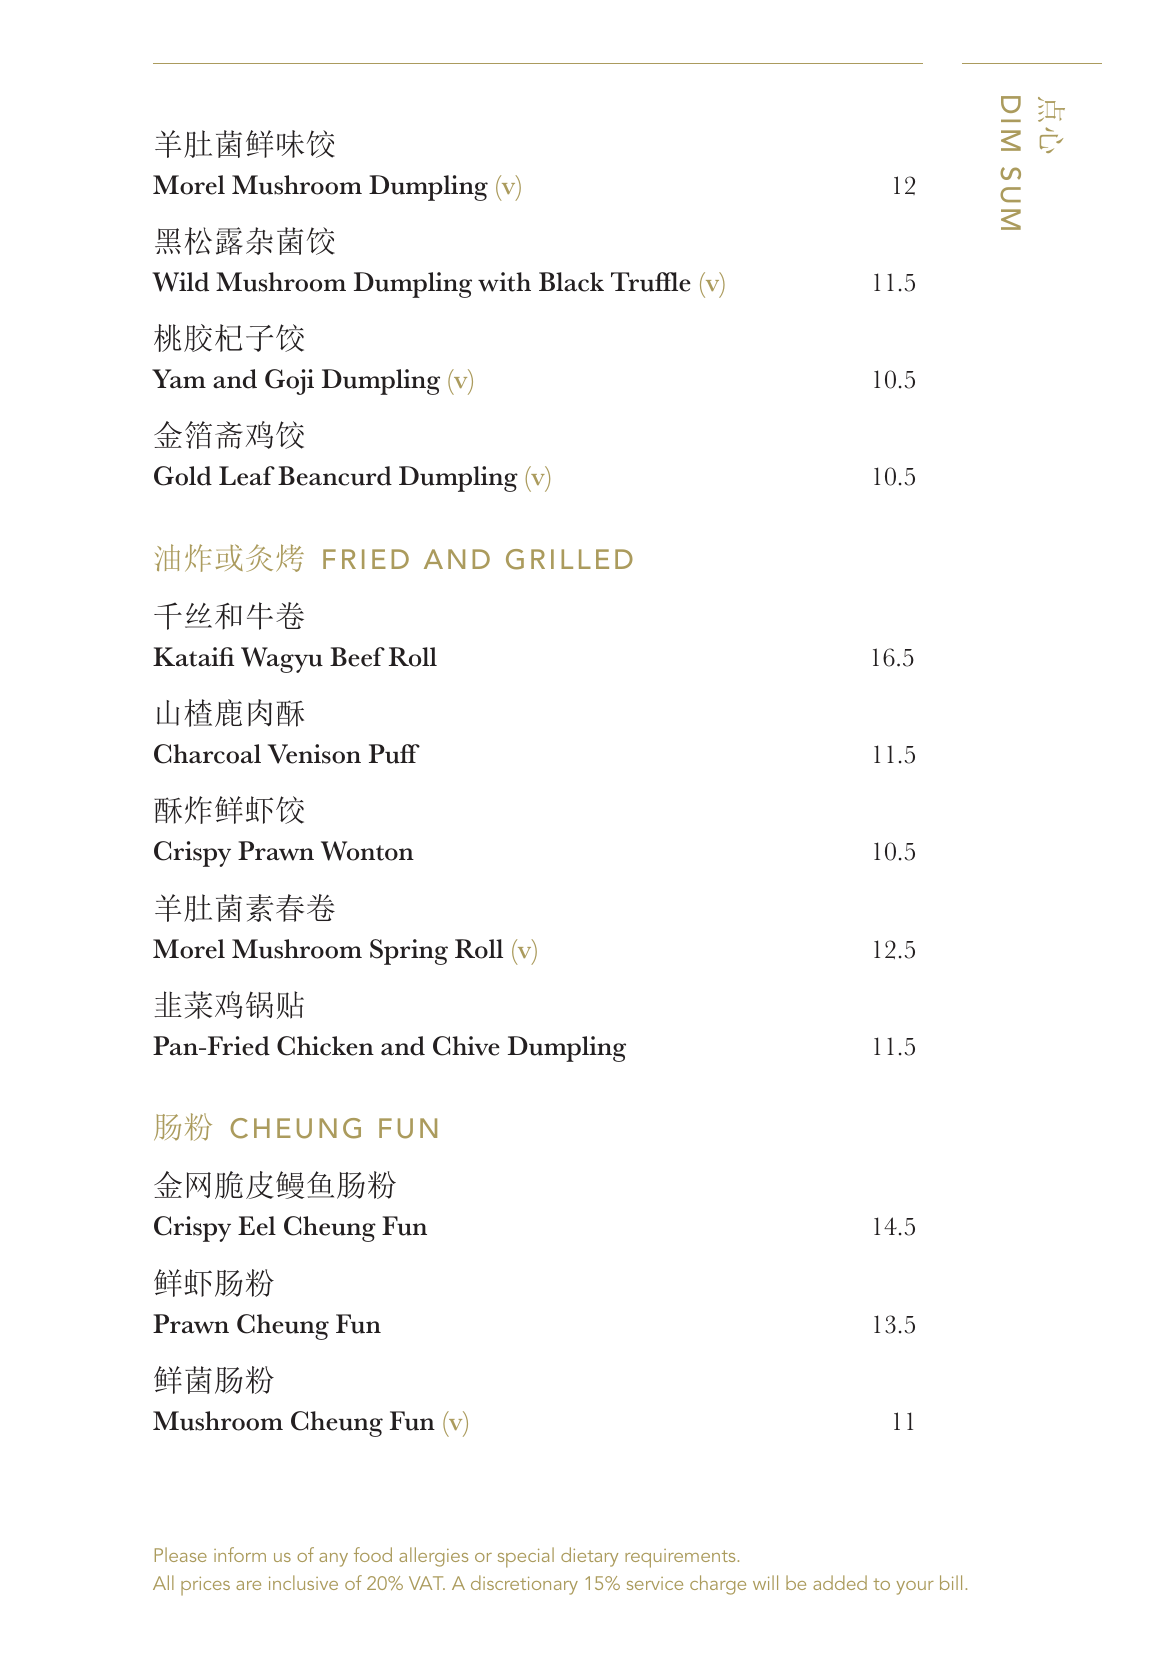 点心
DIM SUM
羊肚菌鲜味饺
Morel Mushroom Dumpling (v) 12
黑松露杂菌饺
Wild Mushroom Dumpling with Black Truffle (v) 11.5
桃胶杞子饺
Yam and Goji Dumpling (v) 10.5
金箔斋鸡饺
Gold Leaf Beancurd Dumpling (v) 10.5
油炸或灸烤 FRIED AND GRILLED
千丝和牛卷
Kataifi Wagyu Beef Roll 16.5
山楂鹿肉酥
Charcoal Venison Puff 11.5
酥炸鲜虾饺
Crispy Prawn Wonton 10.5
羊肚菌素春卷
Morel Mushroom Spring Roll (v) 12.5
韭菜鸡锅贴
Pan-Fried Chicken and Chive Dumpling 11.5
肠粉 CHEUNG FUN
金网脆皮鳗鱼肠粉
Crispy Eel Cheung Fun 14.5
鲜虾肠粉
Prawn Cheung Fun 13.5
鲜菌肠粉
Mushroom Cheung Fun (v) 11
Please inform us of any food allergies or special dietary requirements.
All prices are inclusive of 20% VAT. A discretionary 15% service charge will be added to your bill.